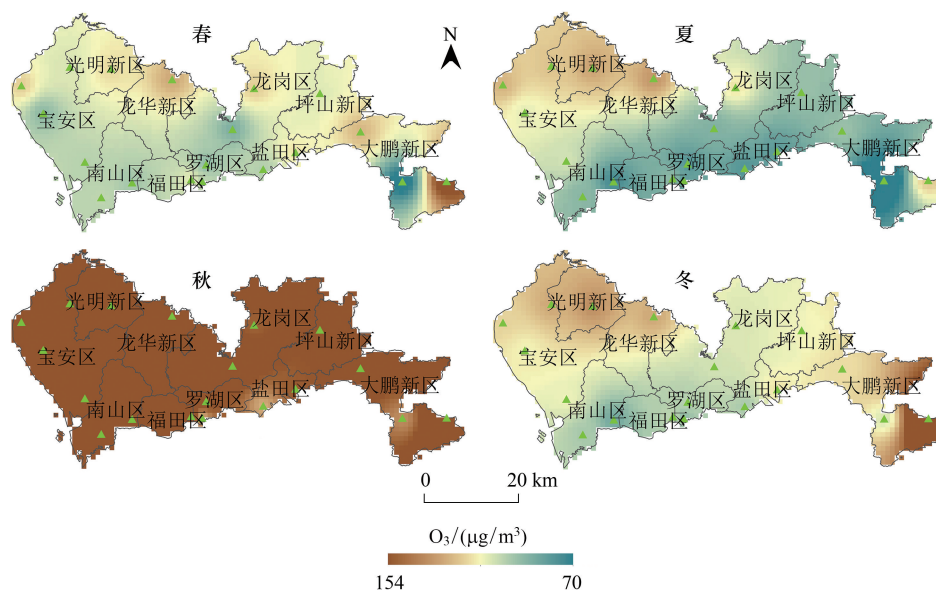 春
N
夏
光明新区
龙岗区
龙华新区
坪山新区
宝安区
盐田区
大鹏新区
罗湖区
南山区
福田区
光明新区
龙岗区
龙华新区
坪山新区
宝安区
盐田区
大鹏新区
罗湖区
南山区
福田区
秋
冬
光明新区
龙岗区
龙华新区
坪山新区
宝安区
盐田区
大鹏新区
罗湖区
南山区
福田区
光明新区
龙岗区
龙华新区
坪山新区
宝安区
盐田区
大鹏新区
罗湖区
南山区
福田区
0 20 km
O₃/(μg/m³)
154 70